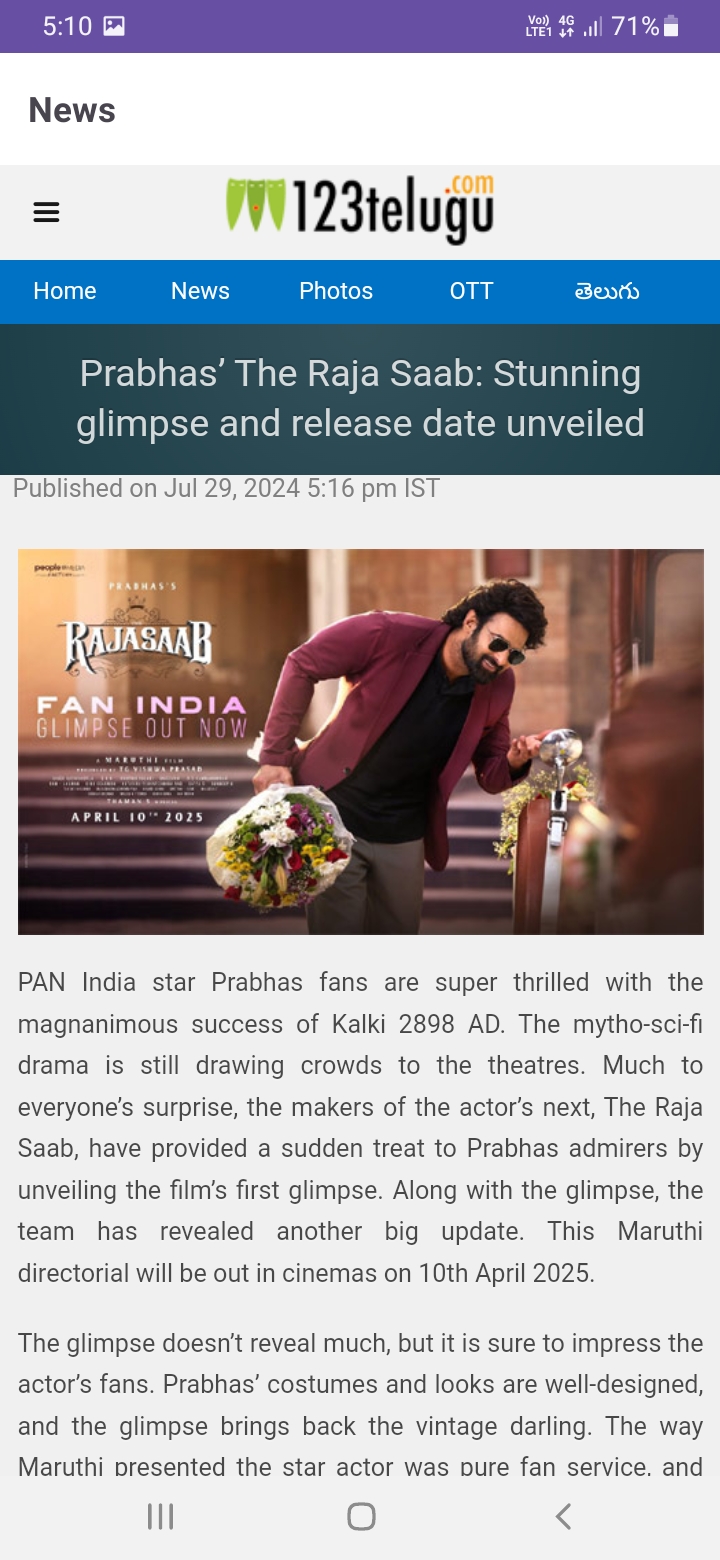 5:10
Vo)) 4G
LTE1
71%
News
123telugu
.com
Home News Photos OTT తెలుగు
Prabhas’ The Raja Saab: Stunning
glimpse and release date unveiled
Published on Jul 29, 2024 5:16 pm IST
people
PRABHAS'S
RAJASAAB
FAN INDIA
GLIMPSE OUT NOW
A MARUTHI FILM
TG VISHWA PRASAD
THAMAN S
APRIL 10TH 2025
PAN India star Prabhas fans are super thrilled with the
magnanimous success of Kalki 2898 AD. The mytho-sci-fi
drama is still drawing crowds to the theatres. Much to
everyone’s surprise, the makers of the actor’s next, The Raja
Saab, have provided a sudden treat to Prabhas admirers by
unveiling the film’s first glimpse. Along with the glimpse, the
team has revealed another big update. This Maruthi
directorial will be out in cinemas on 10th April 2025.
The glimpse doesn’t reveal much, but it is sure to impress the
actor’s fans. Prabhas’ costumes and looks are well-designed,
and the glimpse brings back the vintage darling. The way
Maruthi presented the star actor was pure fan service, and